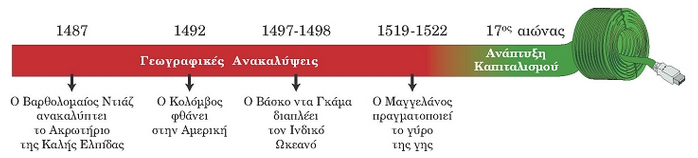 1487 1492 1497-1498 1519-1522 17ος αιώνας
Γεωγραφικές Ανακαλύψεις
Ανάπτυξη
Καπιταλισμού
Ο Βαρθολομαίος Ντιάζ
ανακαλύπτει
το Ακρωτήριο
της Καλής Ελπίδας
Ο Κολόμβος
φθάνει
στην Αμερική
Ο Βάσκο ντα Γκάμα
διαπλέει
τον Ινδικό
Ωκεανό
Ο Μαγγελάνος
πραγματοποιεί
το γύρο
της γης